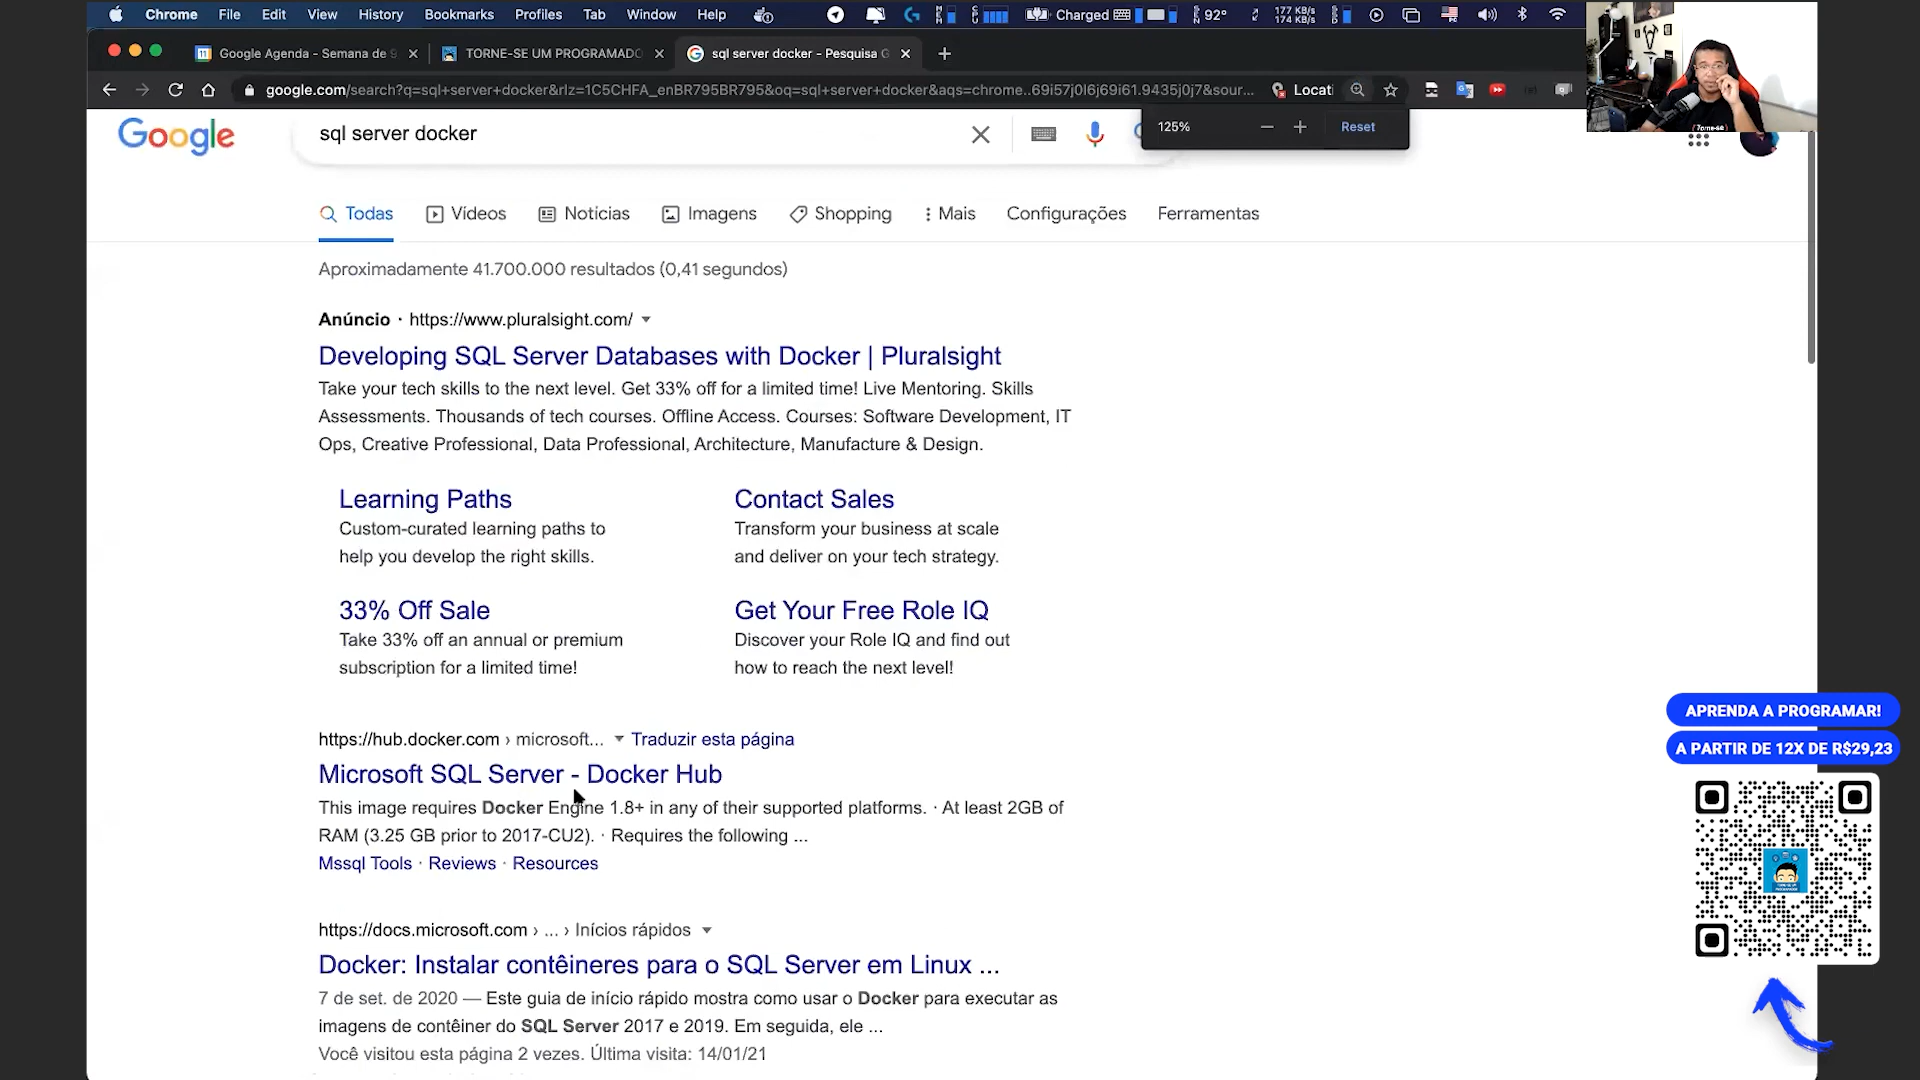 Chrome File Edit View History Bookmarks Profiles Tab Window Help Charged 92° 177 KB/s 174 KB/s
Google Agenda - Semana de 9
TORNE-SE UM PROGRAMADO
sql server docker - Pesquisa G
google.com/search?q=sql+server+docker&rlz=1C5CHFA_enBR795BR795&oq=sql+server+docker&aqs=chrome..69i57j0l6j69i61.9435j0j7&sour...
Locati
Google
sql server docker
125%
Reset
Todas Vídeos Notícias Imagens Shopping Mais Configurações Ferramentas
Aproximadamente 41.700.000 resultados (0,41 segundos)
Anúncio · https://www.pluralsight.com/
Developing SQL Server Databases with Docker | Pluralsight
Take your tech skills to the next level. Get 33% off for a limited time! Live Mentoring. Skills
Assessments. Thousands of tech courses. Offline Access. Courses: Software Development, IT
Ops, Creative Professional, Data Professional, Architecture, Manufacture & Design.
Learning Paths
Custom-curated learning paths to
help you develop the right skills.
Contact Sales
Transform your business at scale
and deliver on your tech strategy.
33% Off Sale
Take 33% off an annual or premium
subscription for a limited time!
Get Your Free Role IQ
Discover your Role IQ and find out
how to reach the next level!
https://hub.docker.com › microsoft... Traduzir esta página
Microsoft SQL Server - Docker Hub
This image requires Docker Engine 1.8+ in any of their supported platforms. · At least 2GB of
RAM (3.25 GB prior to 2017-CU2). · Requires the following ...
Mssql Tools · Reviews · Resources
https://docs.microsoft.com › ... › Inícios rápidos
Docker: Instalar contêineres para o SQL Server em Linux ...
7 de set. de 2020 — Este guia de início rápido mostra como usar o Docker para executar as
imagens de contêiner do SQL Server 2017 e 2019. Em seguida, ele ...
Você visitou esta página 2 vezes. Última visita: 14/01/21
APRENDA A PROGRAMAR!
A PARTIR DE 12X DE R$29,23